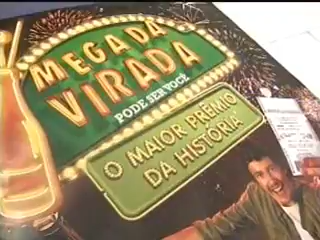 MEGA DA
VIRADA
PODE SER VOCÊ
O MAIOR PRÊMIO
DA HISTÓRIA